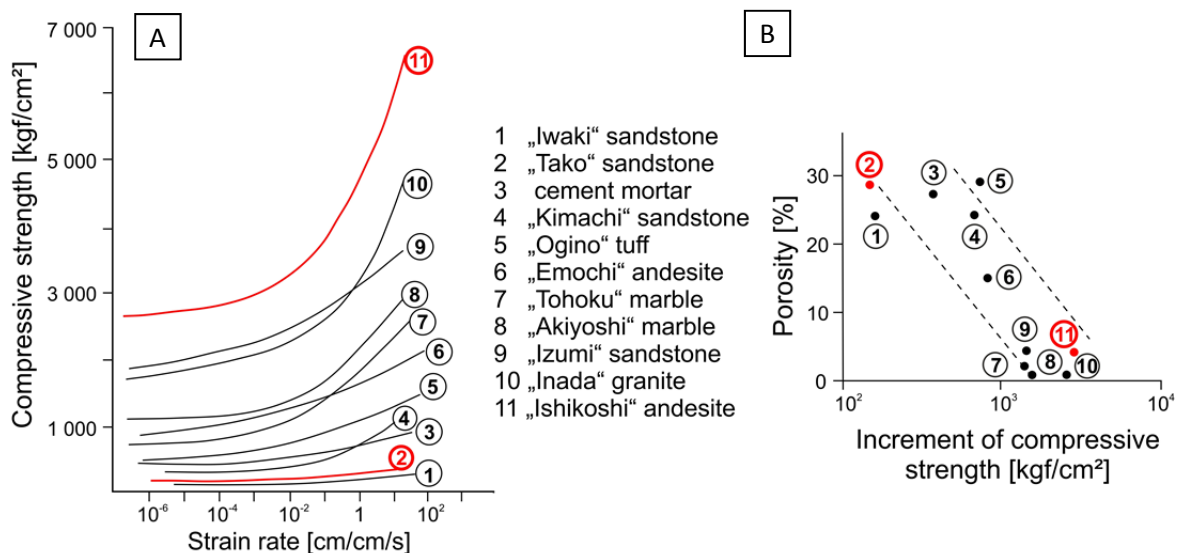 A
7 000
5 000
3 000
1 000
Compressive strength [kgf/cm²]
11
10
9
8
7
6
5
4
3
2
1
10⁻⁶
10⁻⁴
10⁻²
1
10²
Strain rate [cm/cm/s]
1 „Iwaki“ sandstone
2 „Tako“ sandstone
3 cement mortar
4 „Kimachi“ sandstone
5 „Ogino“ tuff
6 „Emochi“ andesite
7 „Tohoku“ marble
8 „Akiyoshi“ marble
9 „Izumi“ sandstone
10 „Inada“ granite
11 „Ishikoshi“ andesite
B
30
20
10
0
Porosity [%]
2
3
5
1
4
6
9
11
7
8
10
10²
10³
10⁴
Increment of compressive
strength [kgf/cm²]